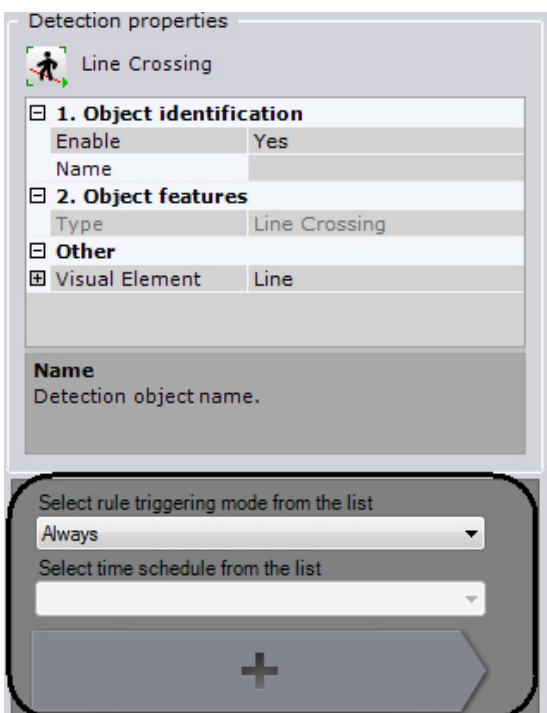 Detection properties
Line Crossing
1. Object identification
Enable Yes
Name
2. Object features
Type Line Crossing
Other
Visual Element Line
Name
Detection object name.
Select rule triggering mode from the list
Always
Select time schedule from the list